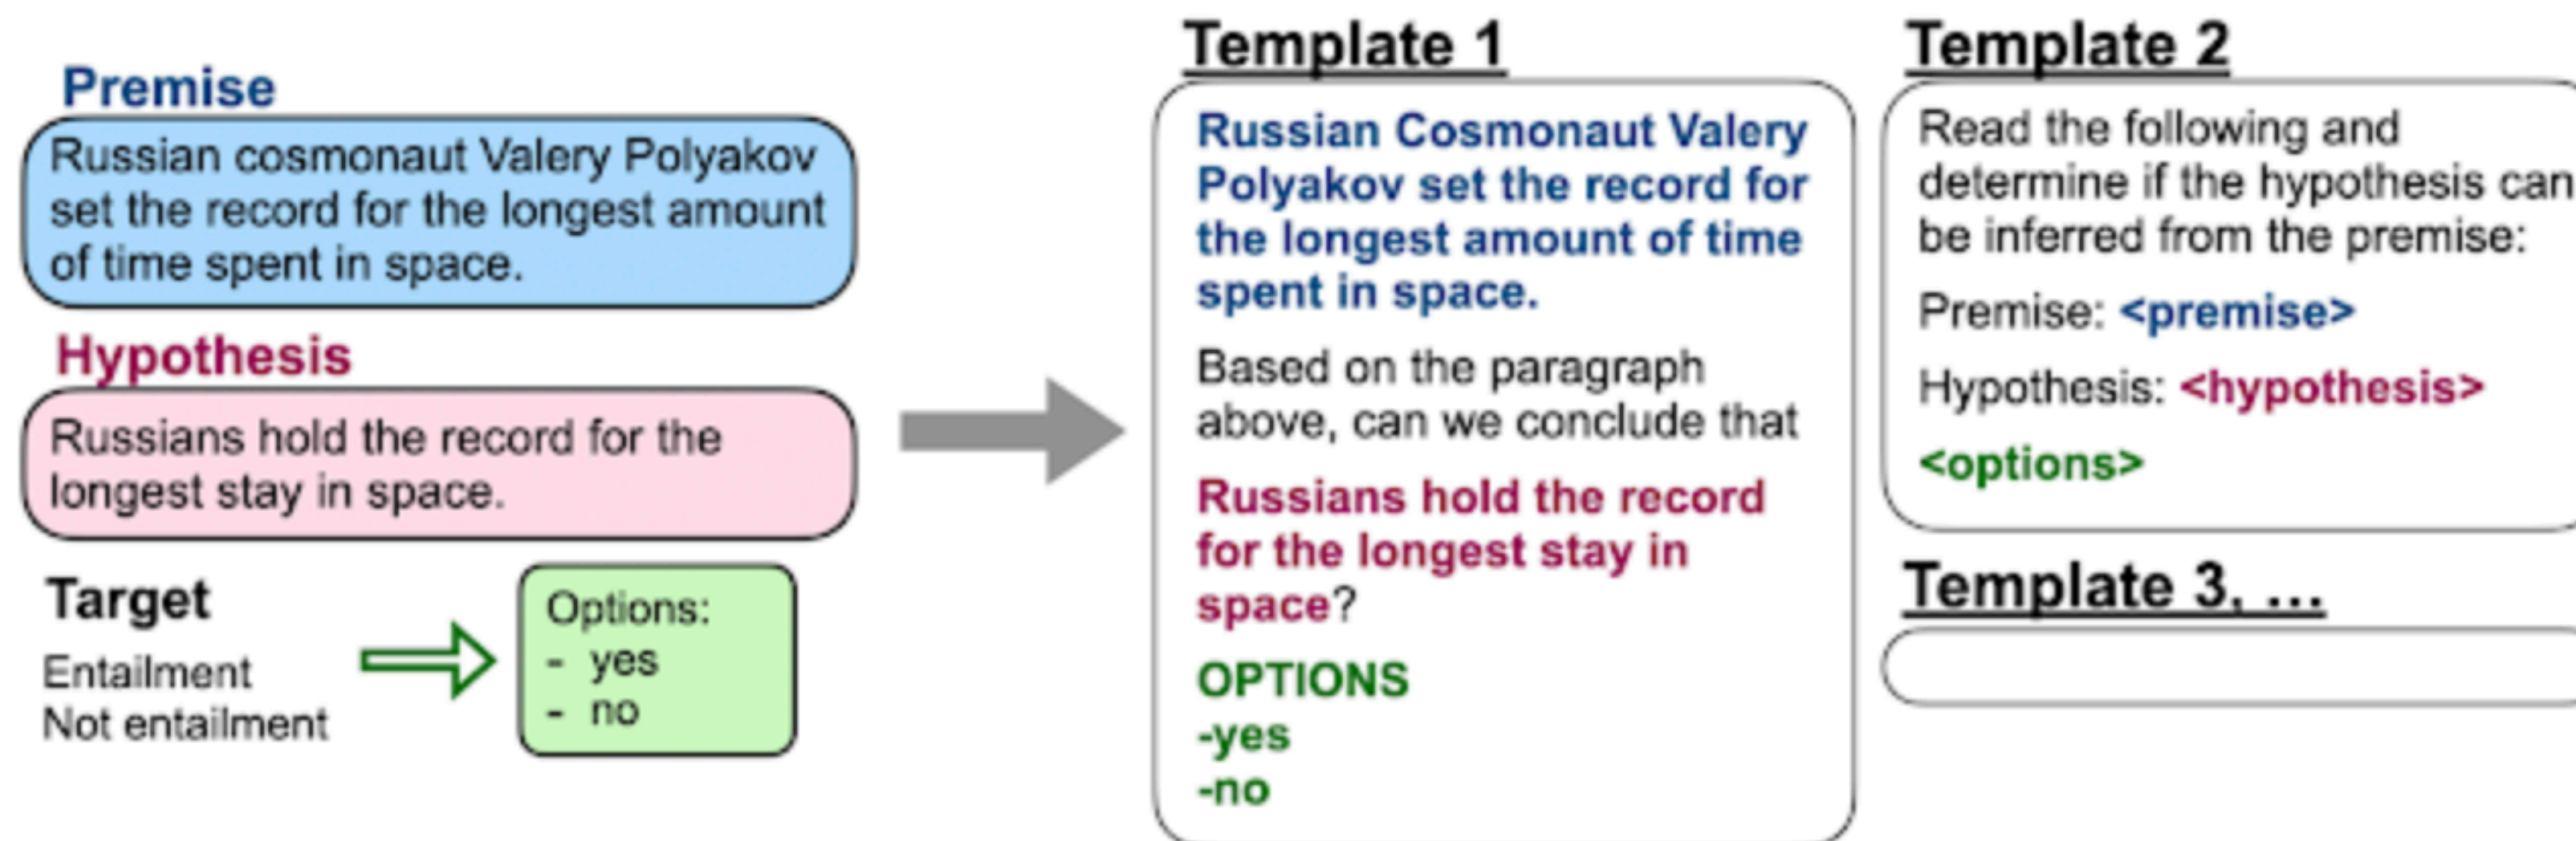 Premise
Russian cosmonaut Valery Polyakov
set the record for the longest amount
of time spent in space.
Hypothesis
Russians hold the record for the
longest stay in space.
Target
Entailment
Not entailment
Options:
- yes
- no
Template 1
Russian Cosmonaut Valery
Polyakov set the record for
the longest amount of time
spent in space.
Based on the paragraph
above, can we conclude that
Russians hold the record
for the longest stay in
space?
OPTIONS
-yes
-no
Template 2
Read the following and
determine if the hypothesis can
be inferred from the premise:
Premise: <premise>
Hypothesis: <hypothesis>
<options>
Template 3, ...